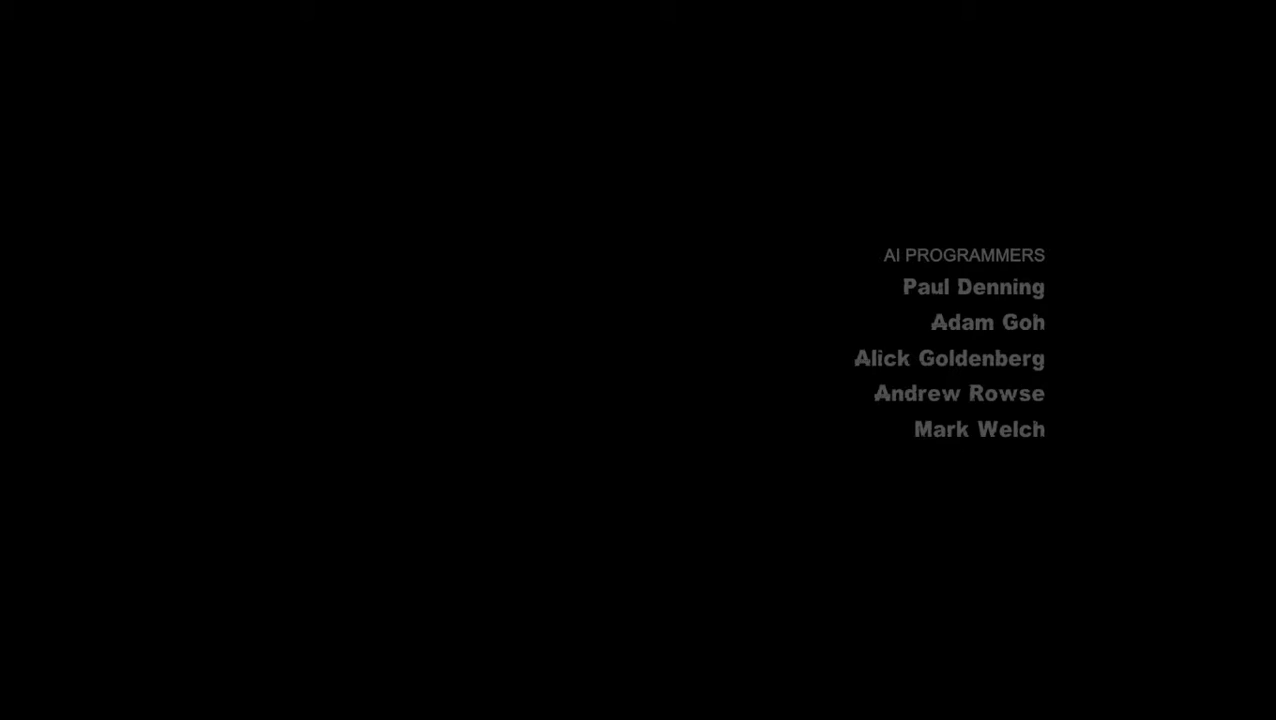 AI PROGRAMMERS
Paul Denning
Adam Goh
Alick Goldenberg
Andrew Rowse
Mark Welch